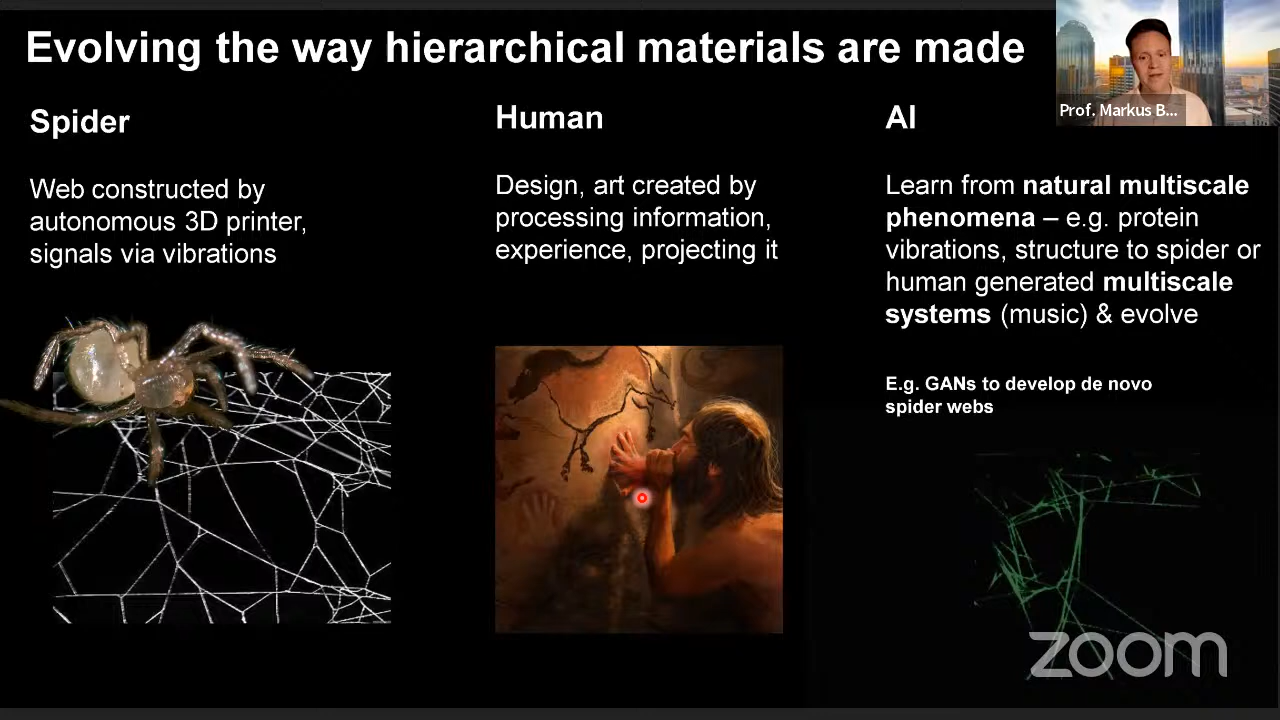 Evolving the way hierarchical materials are made
Prof. Markus B...
Spider
Web constructed by
autonomous 3D printer,
signals via vibrations
Human
Design, art created by
processing information,
experience, projecting it
AI
Learn from natural multiscale
phenomena – e.g. protein
vibrations, structure to spider or
human generated multiscale
systems (music) & evolve
E.g. GANs to develop de novo
spider webs
zoom